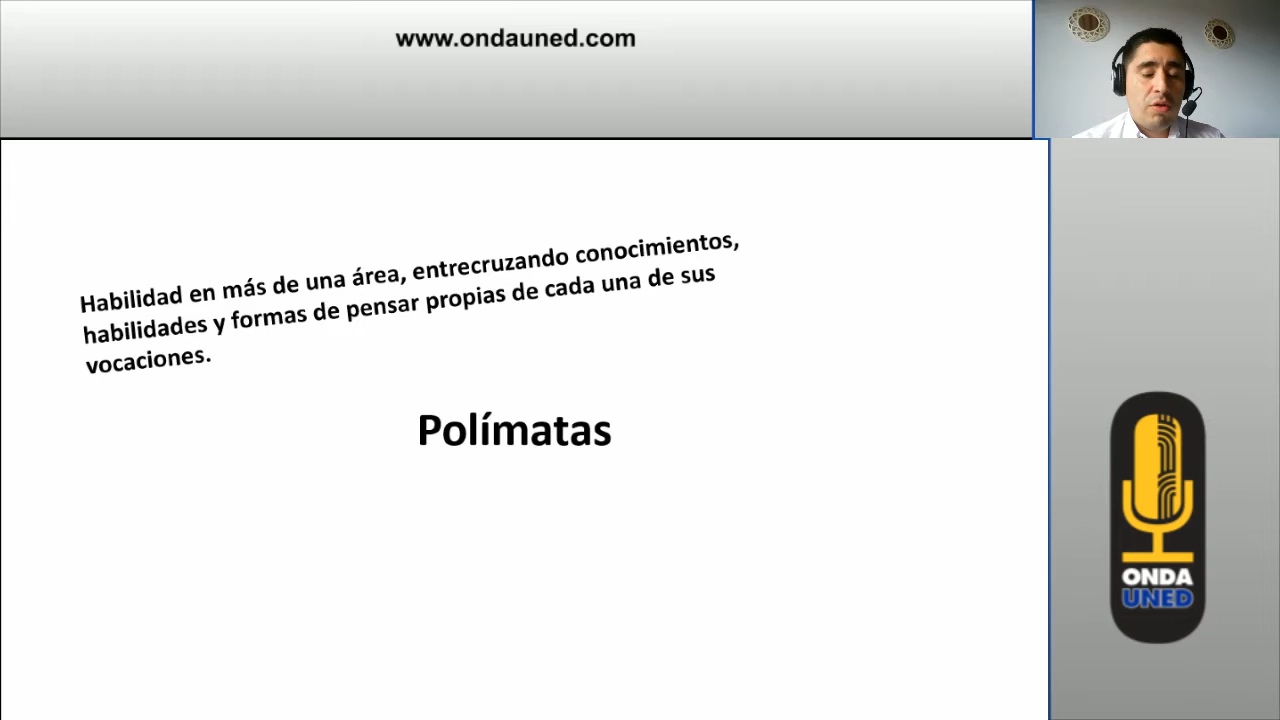 www.ondauned.com
Habilidad en más de una área, entrecruzando conocimientos,
habilidades y formas de pensar propias de cada una de sus
vocaciones.
Polímatas
ONDA
UNED